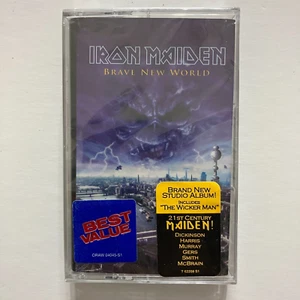 IRON MAIDEN
BRAVE NEW WORLD
BEST
VALUE
BRAND NEW
STUDIO ALBUM!
INCLUDES
"THE WICKER MAN"
21ST CENTURY
MAIDEN!
DICKINSON
HARRIS
MURRAY
GERS
SMITH
MCBRAIN